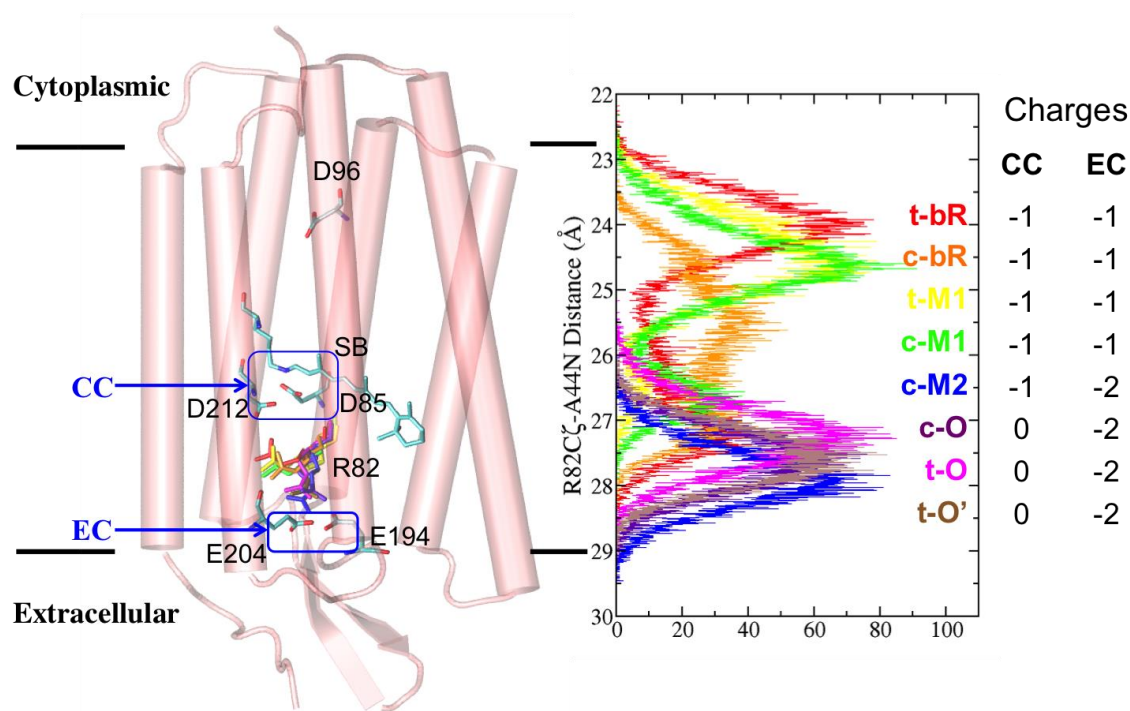 Cytoplasmic
D96
SB
CC
D212
D85
R82
EC
E204
E194
Extracellular
R82Cζ-A44N Distance (Å)
22
23
24
25
26
27
28
29
30
0 20 40 60 80 100
Charges
CC EC
t-bR -1 -1
c-bR -1 -1
t-M1 -1 -1
c-M1 -1 -1
c-M2 -1 -2
c-O 0 -2
t-O 0 -2
t-O’ 0 -2